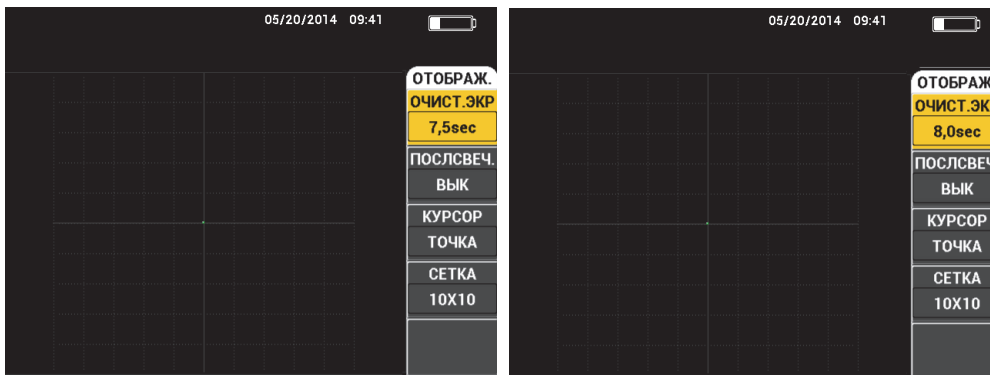 05/20/2014 09:41
ОТОБРАЖ.
ОЧИСТ.ЭКР
7,5sec
ПОСЛСВЕЧ.
ВЫК
КУРСОР
ТОЧКА
СЕТКА
10X10
05/20/2014 09:41
ОТОБРАЖ
ОЧИСТ.ЭК
8,0sec
ПОСЛСВЕЧ
ВЫК
КУРСОР
ТОЧКА
СЕТКА
10X10